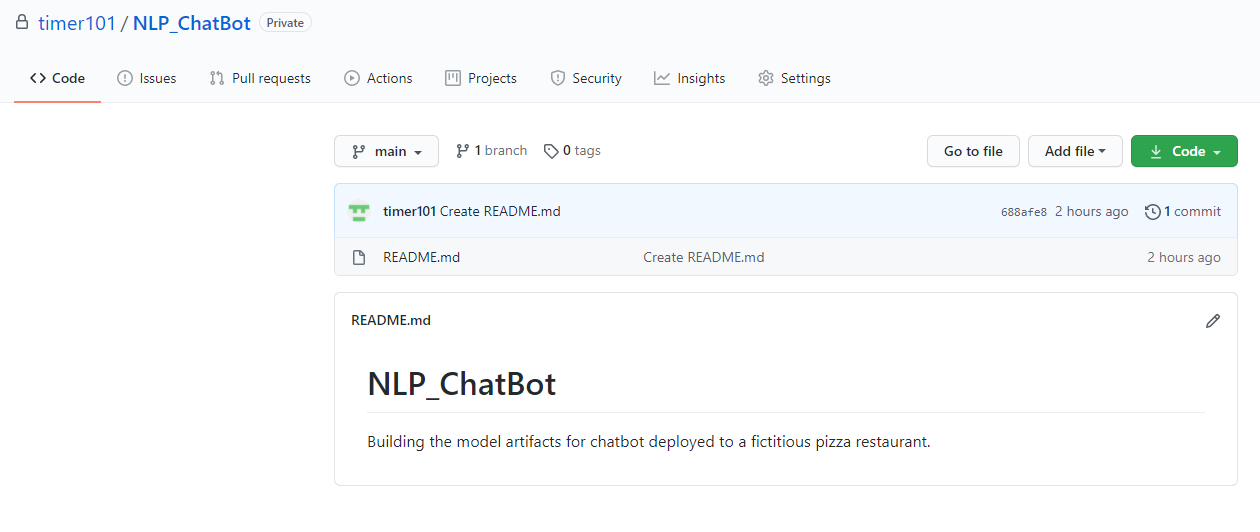 timer101 / NLP_ChatBot Private
Code Issues Pull requests Actions Projects Security Insights Settings
main 1 branch 0 tags Go to file Add file Code
timer101 Create README.md 688afe8 2 hours ago 1 commit
README.md Create README.md 2 hours ago
README.md
NLP_ChatBot
Building the model artifacts for chatbot deployed to a fictitious pizza restaurant.